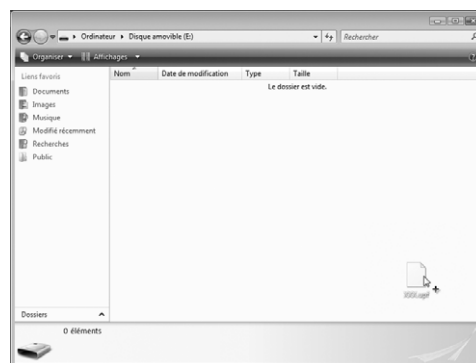 Ordinateur Disque amovible (E:) Rechercher
Organiser Affichages
Liens favoris
Documents
Images
Musique
Modifié récemment
Recherches
Public
Nom Date de modification Type Taille
Le dossier est vide.
Dossiers
0 éléments